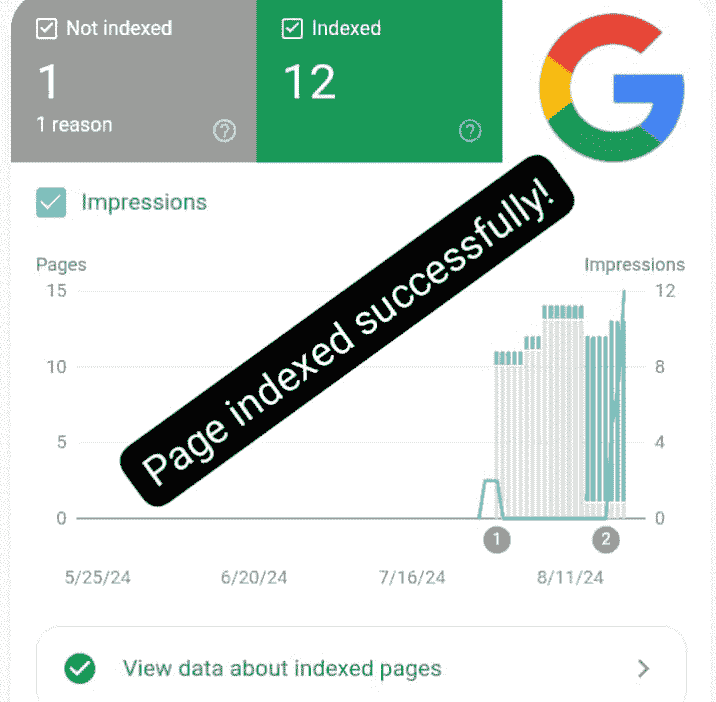 Not indexed
Indexed
1
12
1 reason
Impressions
Page indexed successfully!
Pages
Impressions
15
12
10
8
5
4
0
0
1
2
5/25/24
6/20/24
7/16/24
8/11/24
View data about indexed pages